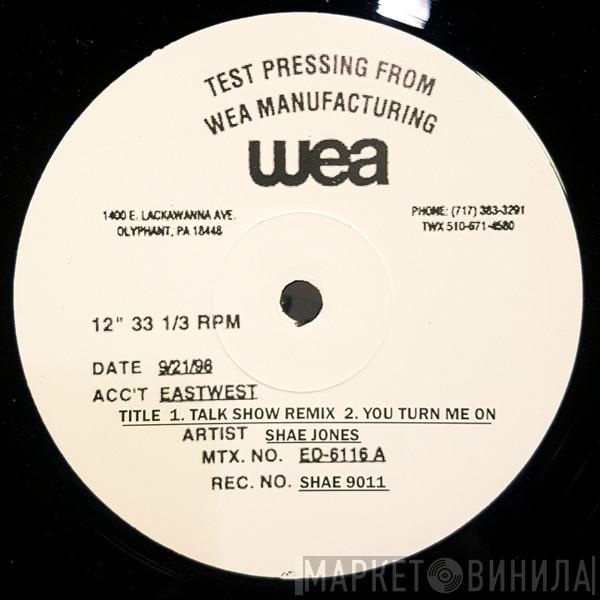 TEST PRESSING FROM
WEA MANUFACTURING
wea
1400 E. LACKAWANNA AVE.
OLYPHANT, PA 18448
PHONE: (717) 383-3291
TWX 510-671-4580
12" 33 1/3 RPM
DATE 9/21/98
ACC'T EASTWEST
TITLE 1. TALK SHOW REMIX 2. YOU TURN ME ON
ARTIST SHAE JONES
MTX. NO. EO-6116 A
REC. NO. SHAE 9011
МАРКЕТ ВИНИЛА